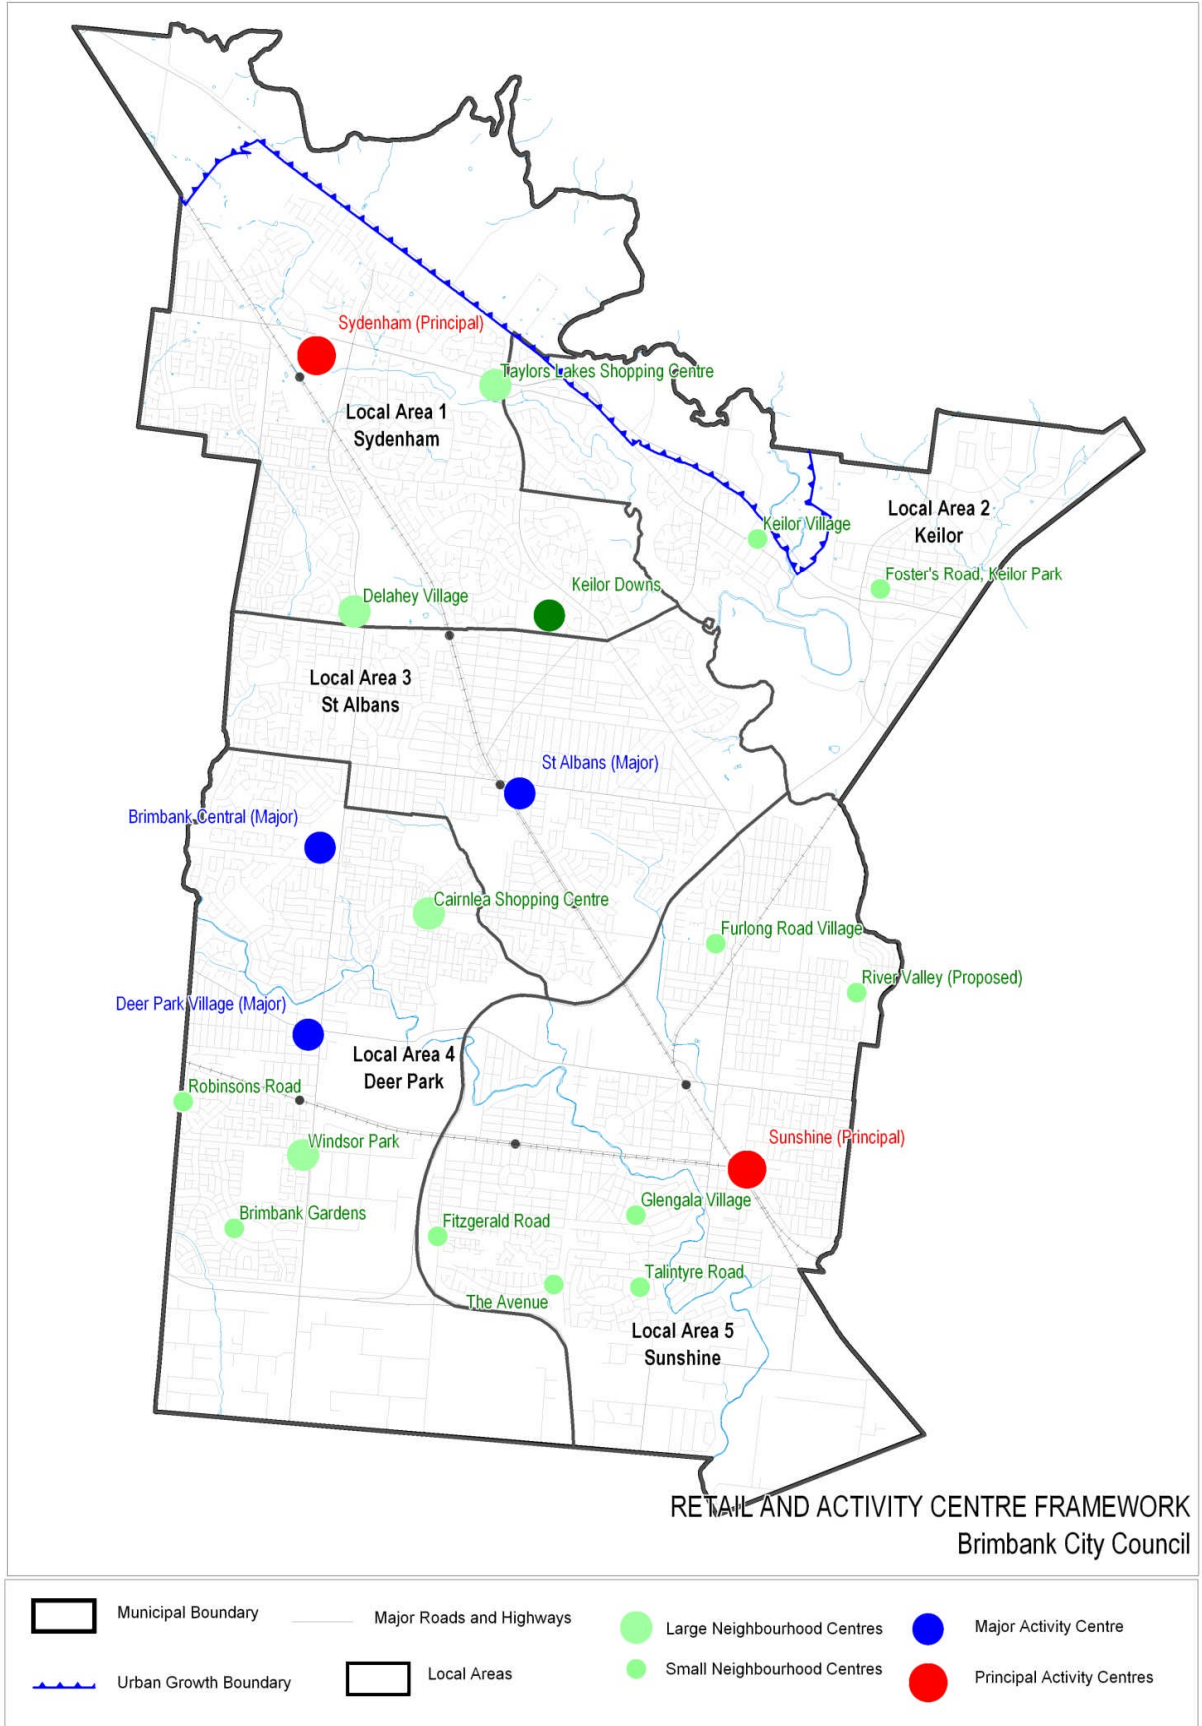 Sydenham (Principal)
Taylors Lakes Shopping Centre
Local Area 1
Sydenham
Local Area 2
Keilor
Keilor Village
Foster's Road, Keilor Park
Keilor Downs
Delahey Village
Local Area 3
St Albans
St Albans (Major)
Brimbank Central (Major)
Cairnlea Shopping Centre
Furlong Road Village
River Valley (Proposed)
Deer Park Village (Major)
Local Area 4
Deer Park
Robinsons Road
Windsor Park
Sunshine (Principal)
Glengala Village
Brimbank Gardens
Fitzgerald Road
Talintyre Road
The Avenue
Local Area 5
Sunshine
RETAIL AND ACTIVITY CENTRE FRAMEWORK
Brimbank City Council
Municipal Boundary
Major Roads and Highways
Large Neighbourhood Centres
Major Activity Centre
Urban Growth Boundary
Local Areas
Small Neighbourhood Centres
Principal Activity Centres